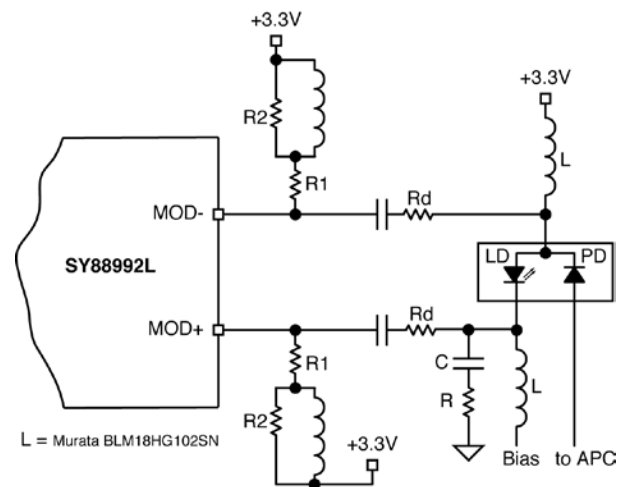 +3.3V
+3.3V
R2
L
R1
Rd
MOD-
SY88992L
LD
PD
MOD+
Rd
R1
C
L
R2
R
+3.3V
L = Murata BLM18HG102SN
Bias
to APC